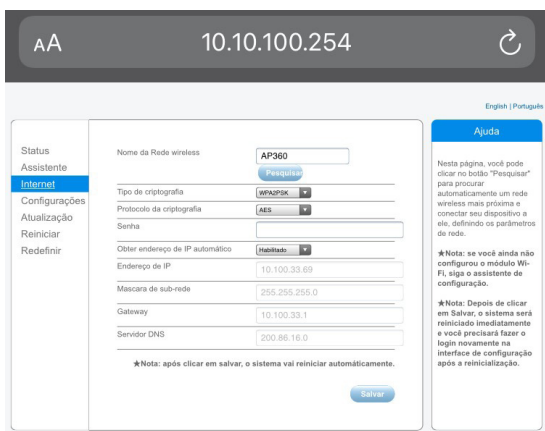 AA
10.10.100.254
English | Português
Status
Assistente
Internet
Configurações
Atualização
Reiniciar
Redefinir
Nome da Rede wireless
AP360
Pesquisar
Tipo de criptografia
WPA2PSK
Protocolo da criptografia
AES
Senha
Obter endereço de IP automático
Habilitado
Endereço de IP
10.100.33.69
Mascara de sub-rede
255.255.255.0
Gateway
10.100.33.1
Servidor DNS
200.86.16.0
★Nota: após clicar em salvar, o sistema vai reiniciar automáticamente.
Salvar
Ajuda
Nesta página, você pode
clicar no botão "Pesquisar"
para procurar
automaticamente um rede
wireless mais próxima e
conectar seu dispositivo a
ele, definindo os parâmetros
de rede.
★Nota: se você ainda não
configurou o módulo Wi-
Fi, siga o assistente de
configuração.
★Nota: Depois de clicar
em Salvar, o sistema será
reiniciado imediatamente
e você precisará fazer o
login novamente na
interface de configuração
após a reinicialização.